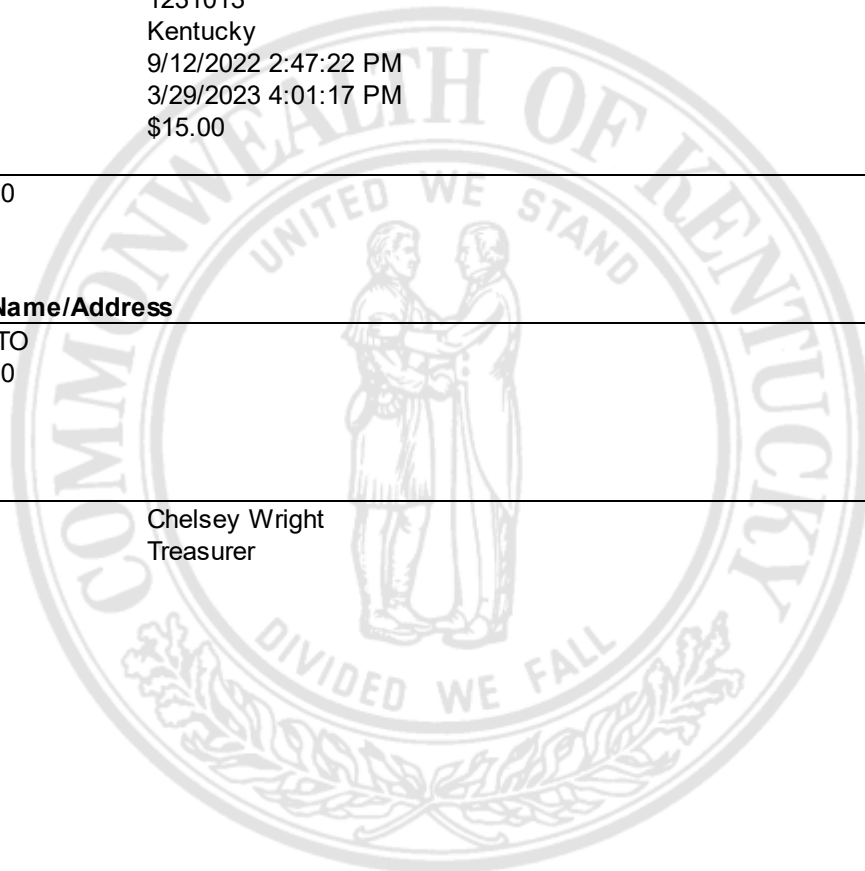 Kentucky
9/12/2022 2:47:22 PM
3/29/2023 4:01:17 PM
$15.00
0
Name/Address
TO
0
Chelsey Wright
Treasurer
COMMONWEALTH OF KENTUCKY
UNITED WE STAND
DIVIDED WE FALL